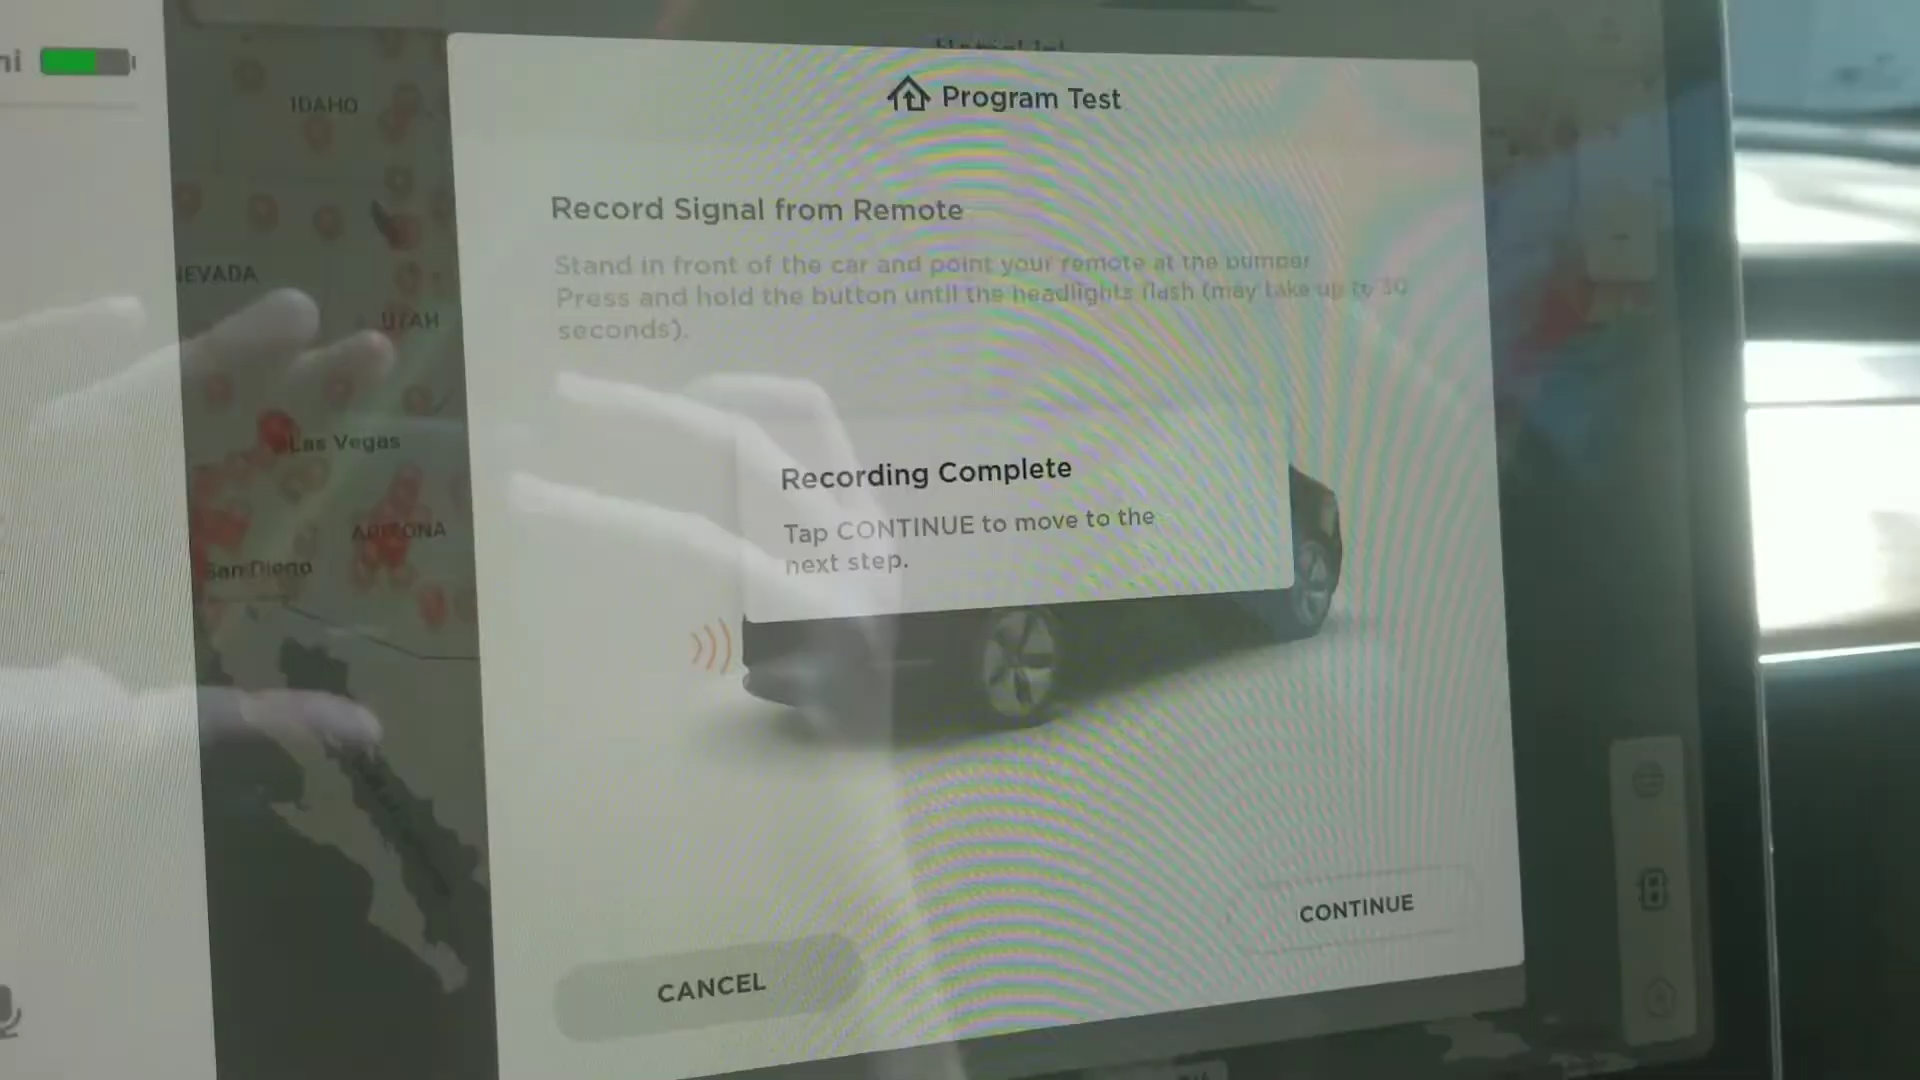 IDAHO
Program Test
Record Signal from Remote
Stand in front of the car and point your remote at the bumper
Press and hold the button until the headlights flash (may take up to 30
seconds).
NEVADA
UTAH
Las Vegas
ARIZONA
San Diego
Recording Complete
Tap CONTINUE to move to the
next step.
CONTINUE
CANCEL